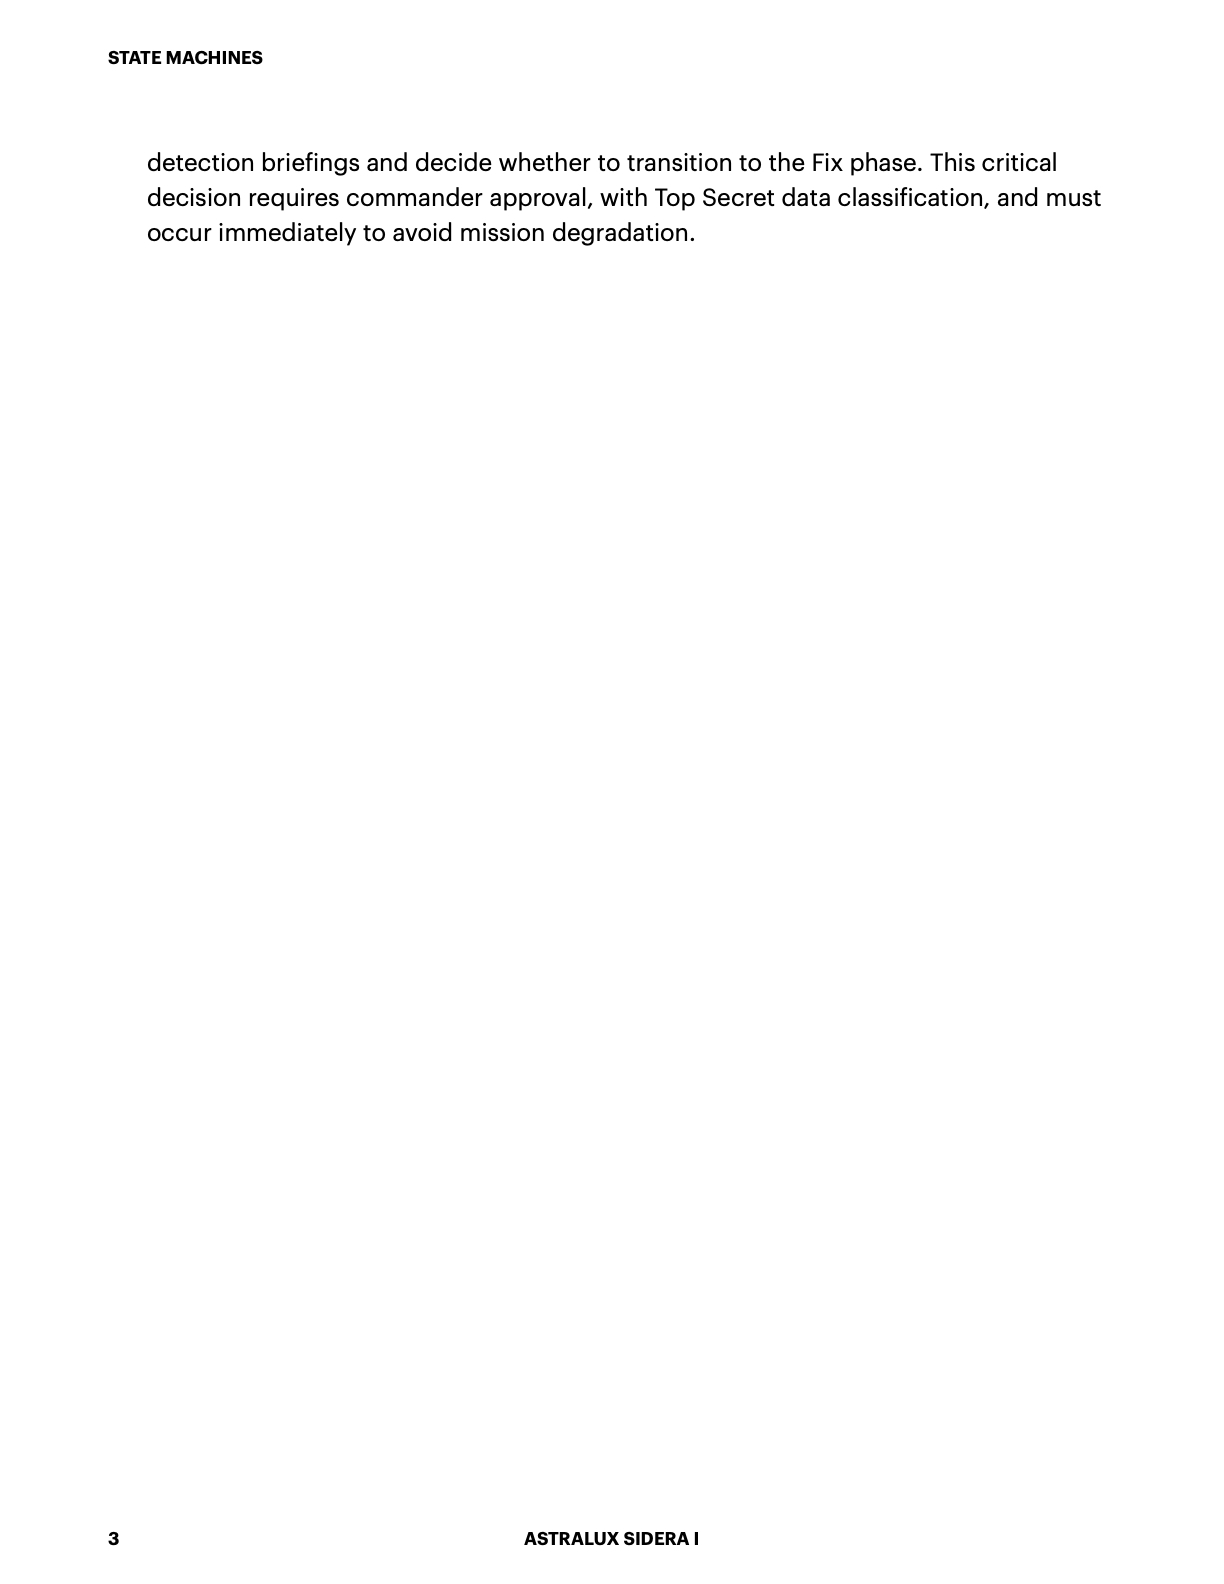 STATE MACHINES
detection briefings and decide whether to transition to the Fix phase. This critical
decision requires commander approval, with Top Secret data classification, and must
occur immediately to avoid mission degradation.
3
ASTRALUX SIDERA I